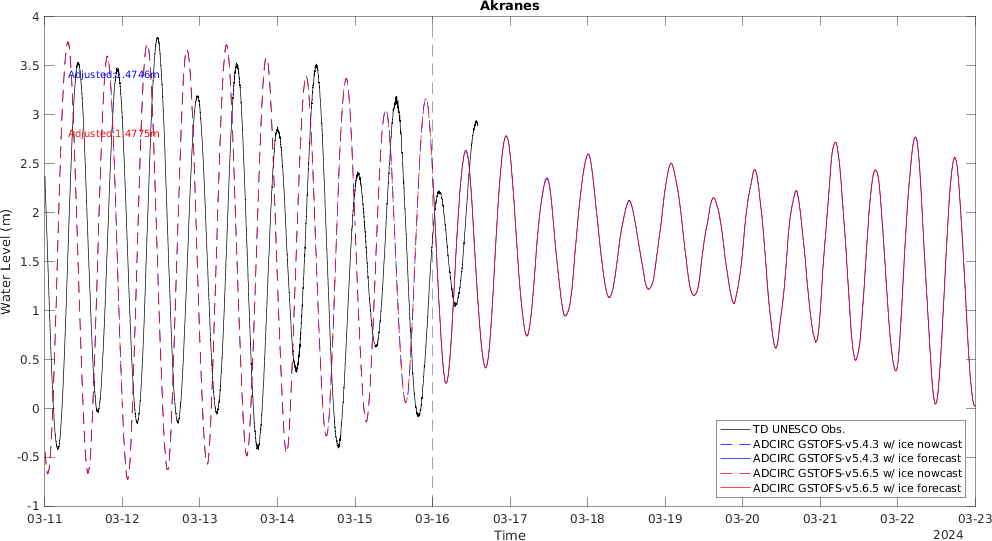 Akranes
4
3.5
3
2.5
2
1.5
1
0.5
0
-0.5
-1
Water Level (m)
Adjusted:1.4746m
Adjusted:1.4775m
TD UNESCO Obs.
ADCIRC GSTOFS-v5.4.3 w/ ice nowcast
ADCIRC GSTOFS-v5.4.3 w/ ice forecast
ADCIRC GSTOFS-v5.6.5 w/ ice nowcast
ADCIRC GSTOFS-v5.6.5 w/ ice forecast
03-11 03-12 03-13 03-14 03-15 03-16 03-17 03-18 03-19 03-20 03-21 03-22 03-23
Time
2024